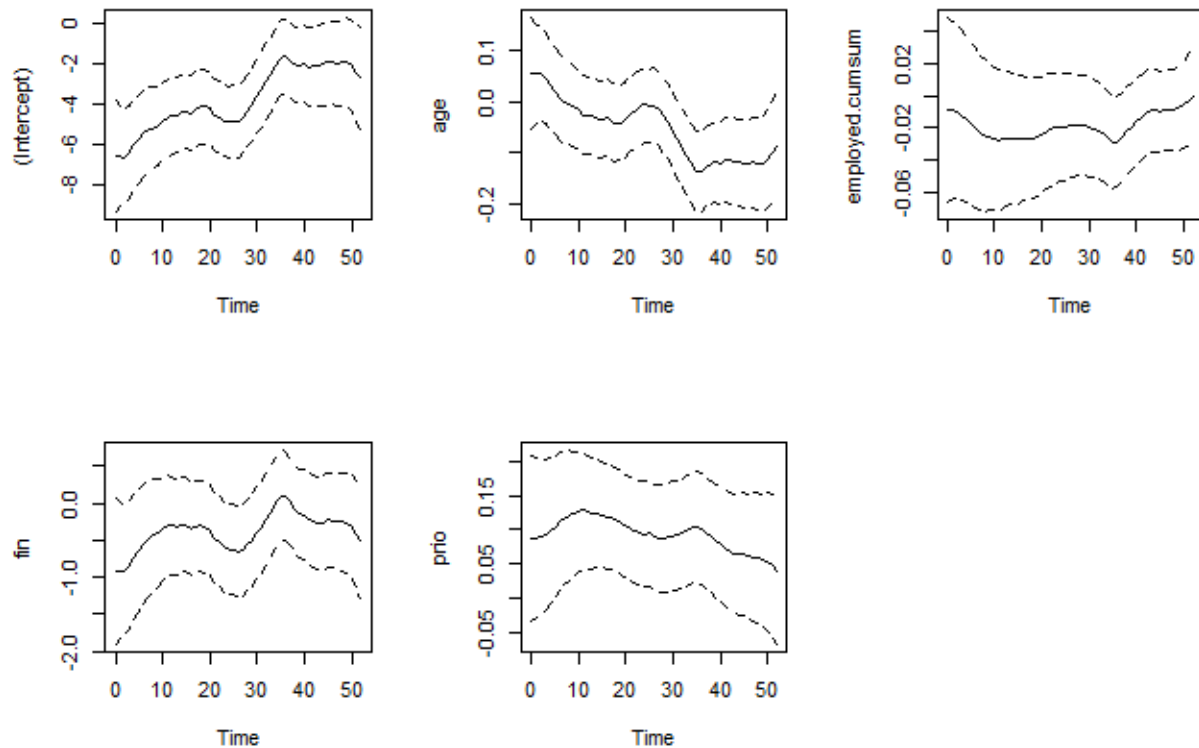 (Intercept)
0
-2
-4
-6
-8
0 10 20 30 40 50
Time
age
0.1
0.0
-0.2
0 10 20 30 40 50
Time
employed.cumsum
0.02
-0.02
-0.06
0 10 20 30 40 50
Time
fin
0.0
-1.0
-2.0
0 10 20 30 40 50
Time
prio
0.15
0.05
-0.05
0 10 20 30 40 50
Time